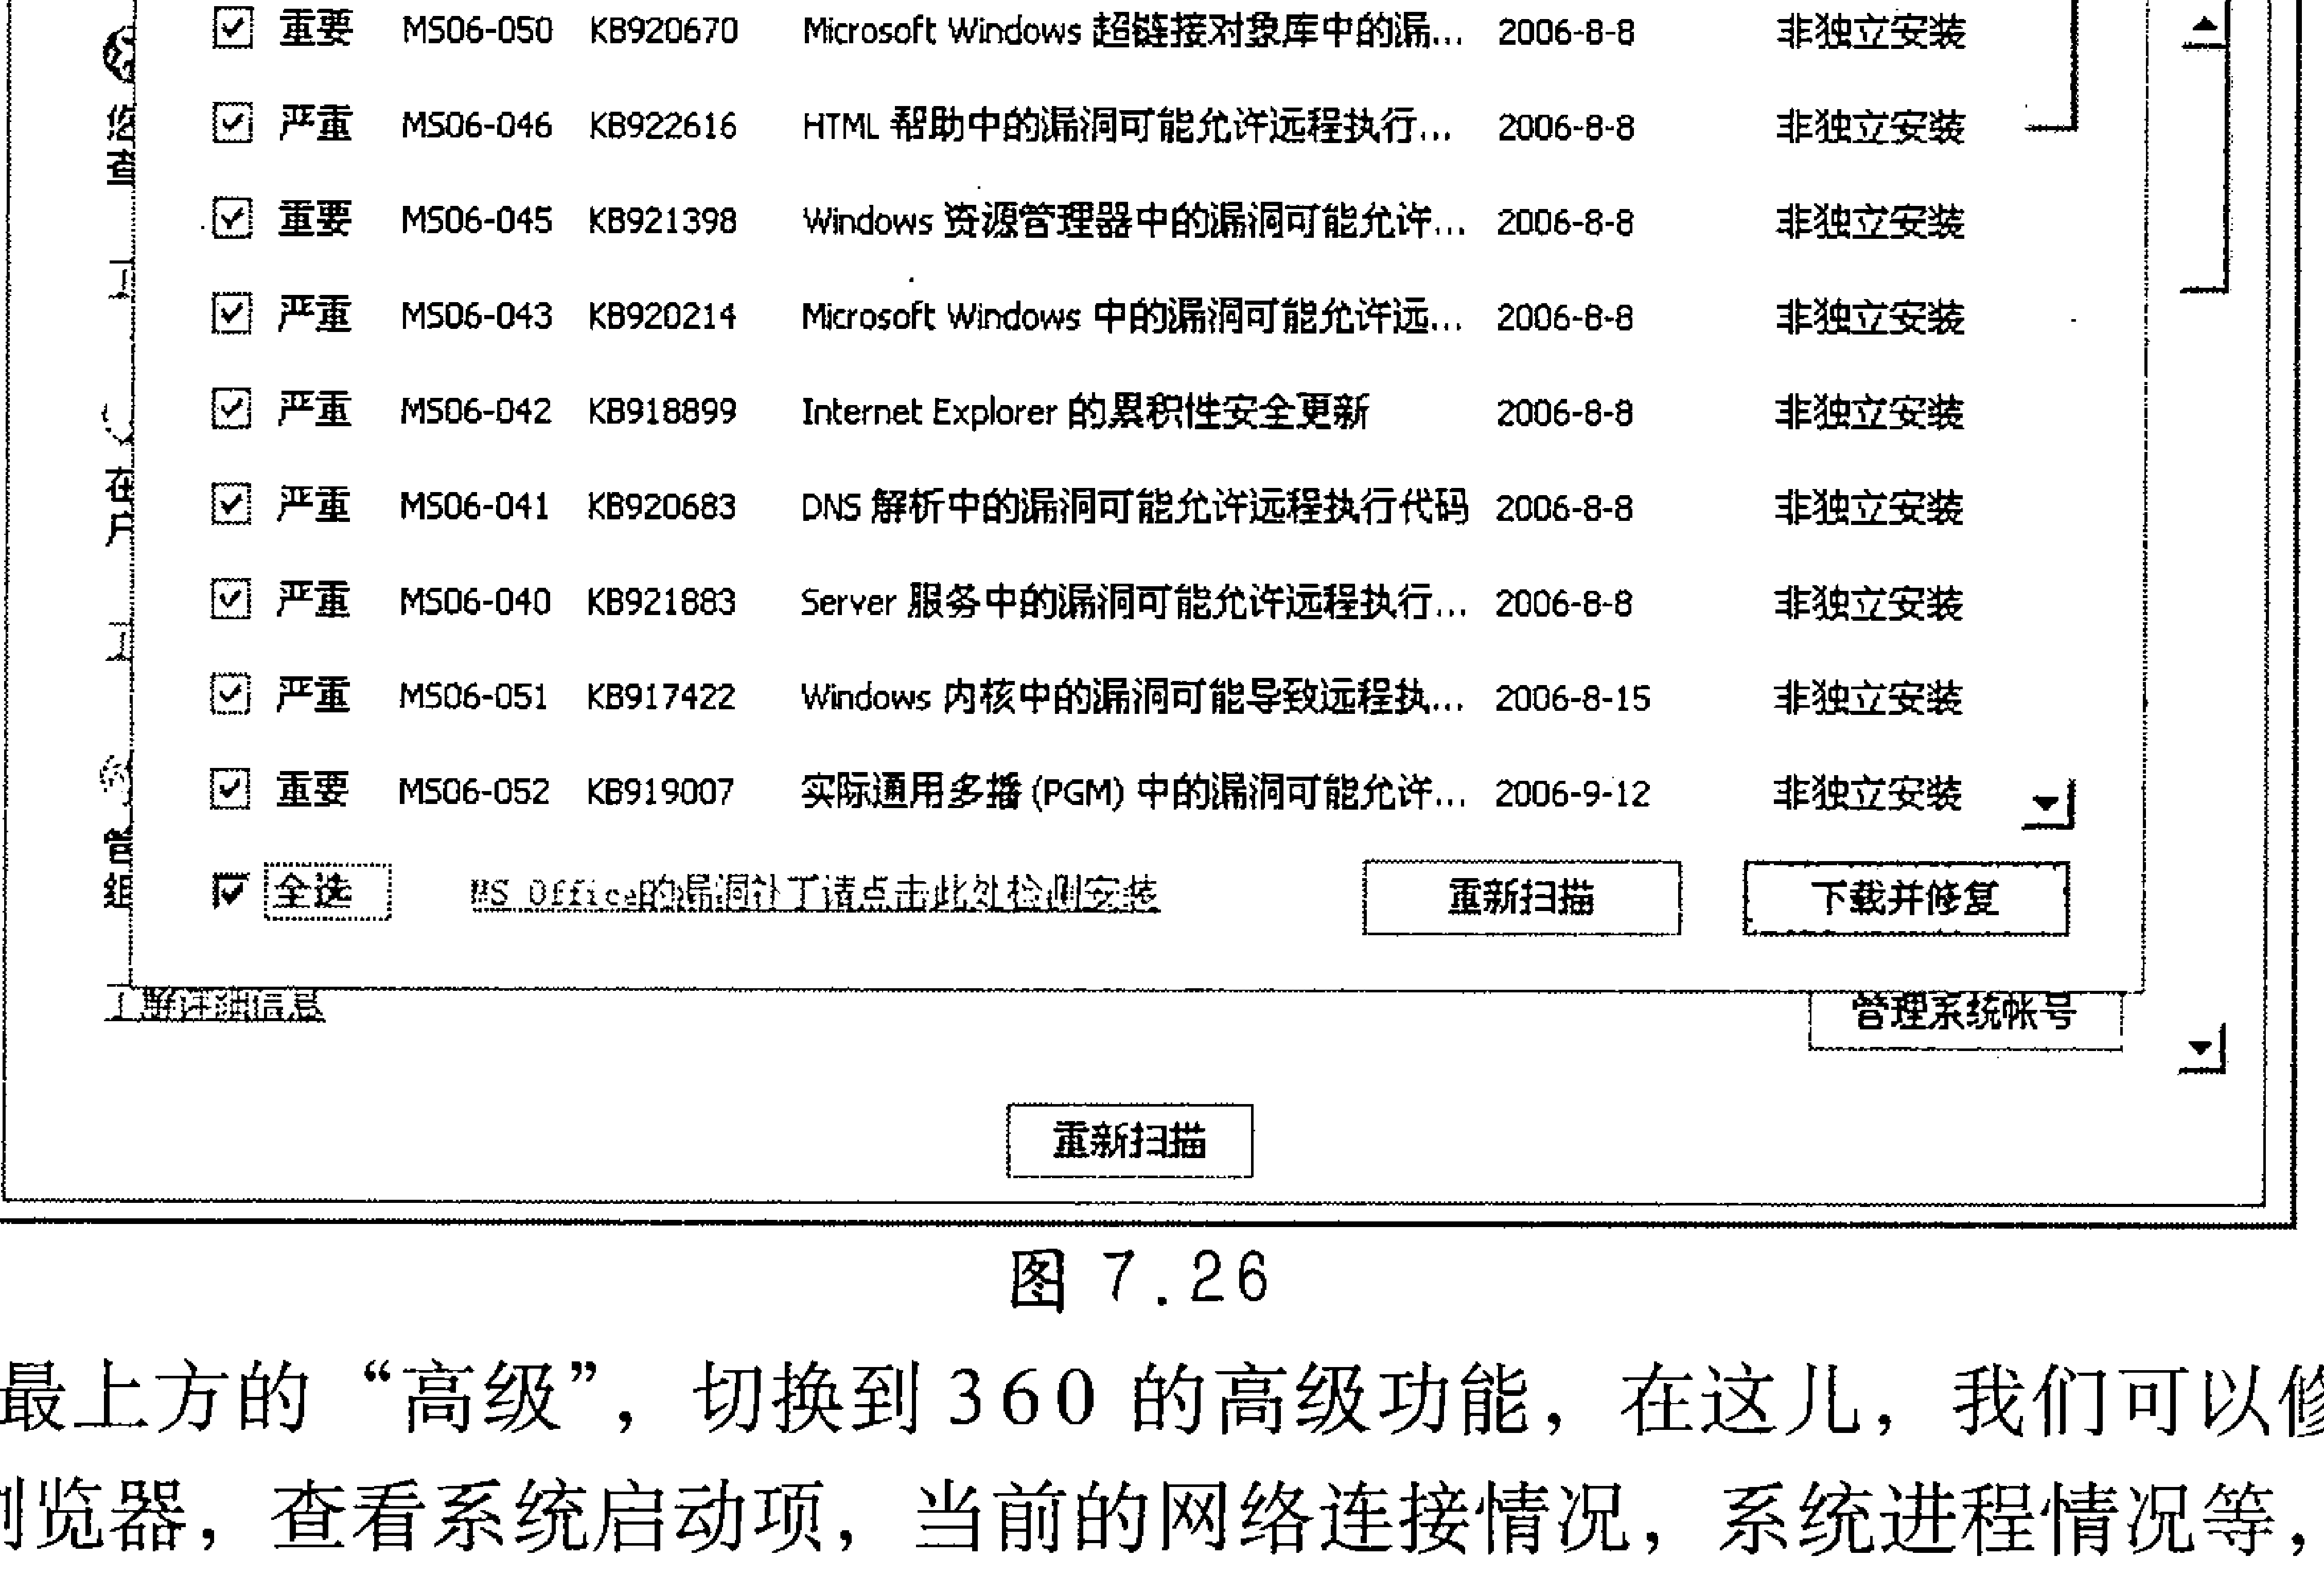 重要 MS06-050 KB920670 Microsoft Windows 超链接对象库中的漏... 2006-8-8 非独立安装
严重 MS06-046 KB922616 HTML 帮助中的漏洞可能允许远程执行... 2006-8-8 非独立安装
查
重要 MS06-045 KB921398 Windows 资源管理器中的漏洞可能允许... 2006-8-8 非独立安装
严重 MS06-043 KB920214 Microsoft Windows 中的漏洞可能允许远... 2006-8-8 非独立安装
严重 MS06-042 KB918899 Internet Explorer 的累积性安全更新 2006-8-8 非独立安装
在
严重 MS06-041 KB920683 DNS 解析中的漏洞可能允许远程执行代码 2006-8-8 非独立安装
严重 MS06-040 KB921883 Server 服务中的漏洞可能允许远程执行... 2006-8-8 非独立安装
严重 MS06-051 KB917422 Windows 内核中的漏洞可能导致远程执... 2006-8-15 非独立安装
重要 MS06-052 KB919007 实际通用多播 (PGM) 中的漏洞可能允许... 2006-9-12 非独立安装
组 全选 MS Office的漏洞补丁请点击此处检测安装 重新扫描 下载并修复
了解详细信息 管理系统帐号
重新扫描
图 7.26
最上方的“高级”，切换到360 的高级功能，在这儿，我们可以修
浏览器，查看系统启动项，当前的网络连接情况，系统进程情况等，